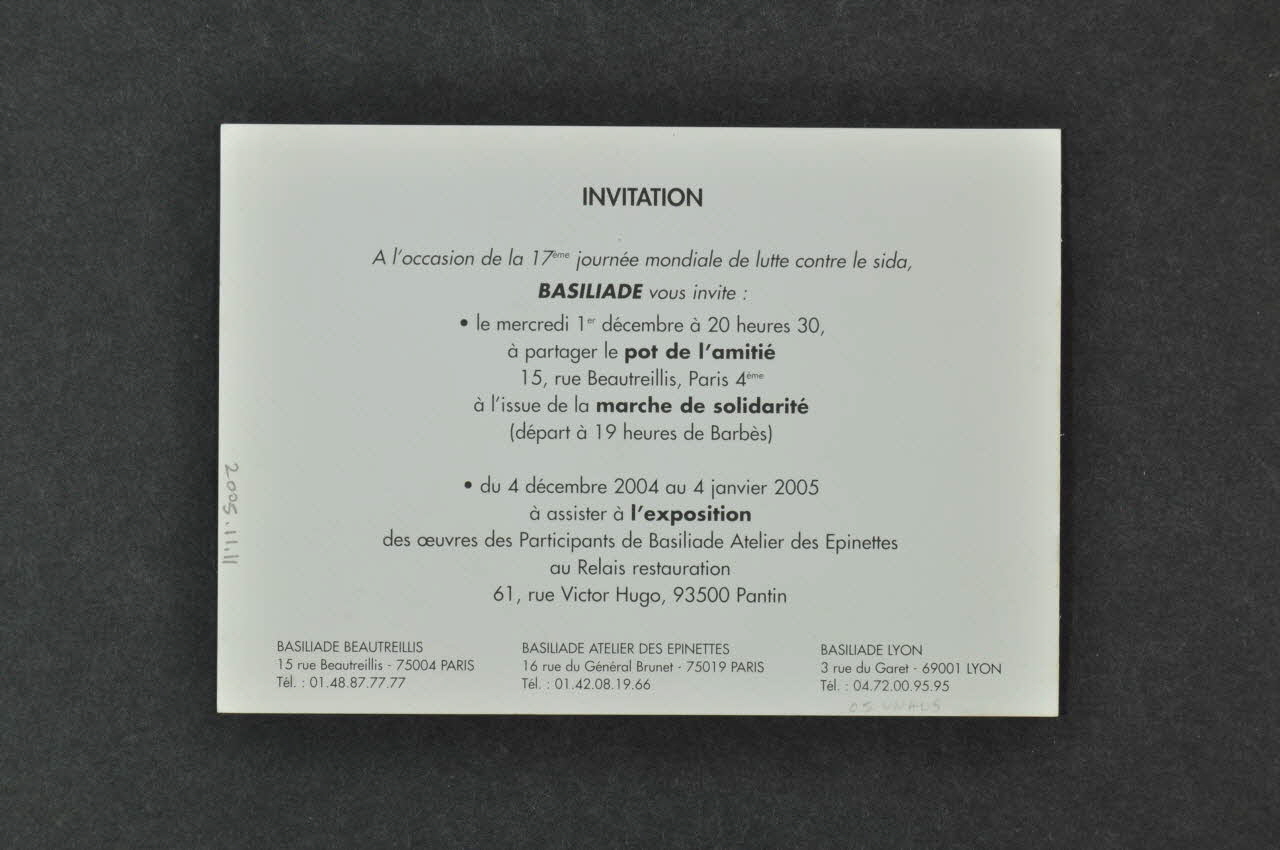 INVITATION
A l'occasion de la 17ème journée mondiale de lutte contre le sida,
BASILIADE vous invite :
• le mercredi 1er décembre à 20 heures 30,
à partager le pot de l'amitié
15, rue Beautreillis, Paris 4ème
à l'issue de la marche de solidarité
(départ à 19 heures de Barbès)
• du 4 décembre 2004 au 4 janvier 2005
à assister à l'exposition
des œuvres des Participants de Basiliade Atelier des Epinettes
au Relais restauration
61, rue Victor Hugo, 93500 Pantin
BASILIADE BEAUTREILLIS
15 rue Beautreillis - 75004 PARIS
Tél. : 01.48.87.77.77
BASILIADE ATELIER DES EPINETTES
16 rue du Général Brunet - 75019 PARIS
Tél. : 01.42.08.19.66
BASILIADE LYON
3 rue du Garet - 69001 LYON
Tél. : 04.72.00.95.95
2005.11.11